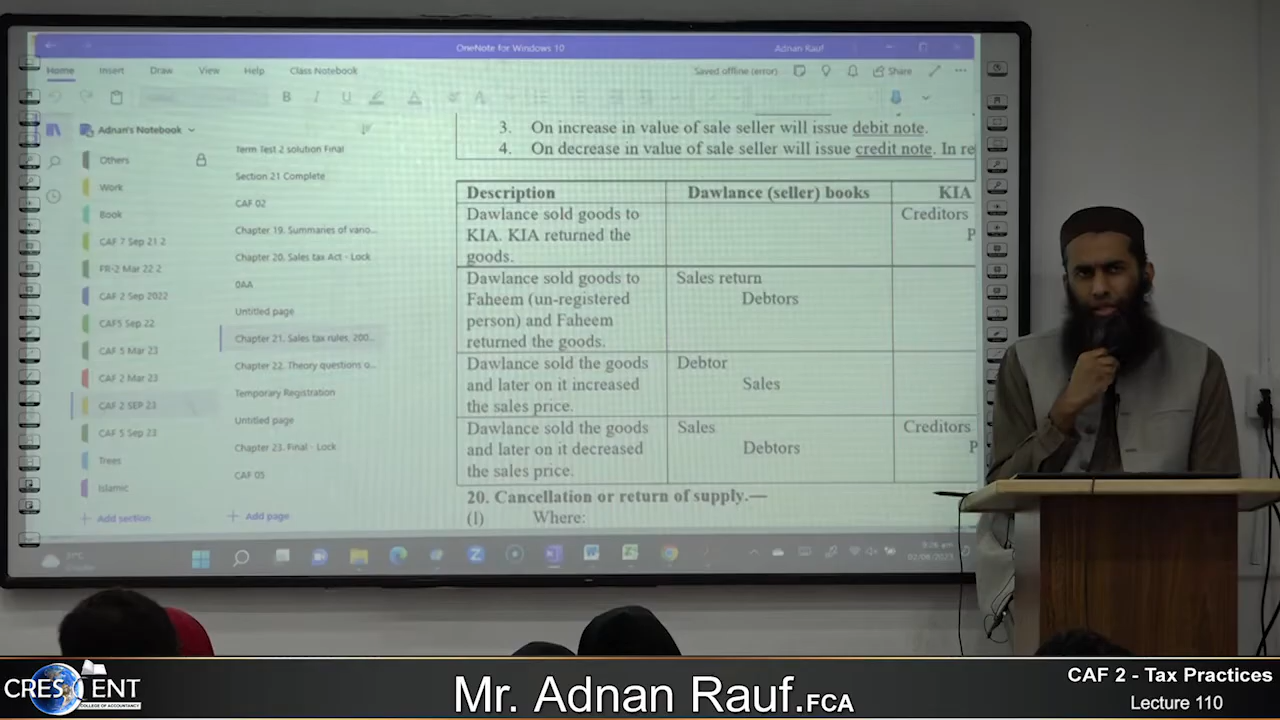 OneNote for Windows 10
Adnan Rauf
Home Insert Draw View Help Class Notebook
Saved offline (error)
Share
B I U
Adnan's Notebook
Others
Work
Book
CAF 7 Sep 21 2
FR-2 Mar 22 2
CAF 2 Sep 2022
CAF5 Sep 22
CAF 5 Mar 23
CAF 2 Mar 23
CAF 2 SEP 23
CAF 5 Sep 23
Trees
Islamic
+ Add section
Term Test 2 solution Final
Section 21 Complete
CAF 02
Chapter 19. Summaries of vario...
Chapter 20. Sales tax Act - Lock
0AA
Untitled page
Chapter 21. Sales tax rules, 200...
Chapter 22. Theory questions o...
Temporary Registration
Untitled page
Chapter 23. Final - Lock
CAF 05
+ Add page
3. On increase in value of sale seller will issue debit note.
4. On decrease in value of sale seller will issue credit note. In re
Description Dawlance (seller) books KIA
Dawlance sold goods to
KIA. KIA returned the
goods.
Creditors
P
Dawlance sold goods to
Faheem (un-registered
person) and Faheem
returned the goods.
Sales return
Debtors
Dawlance sold the goods
and later on it increased
the sales price.
Debtor
Sales
Dawlance sold the goods
and later on it decreased
the sales price.
Sales
Debtors
Creditors
P
20. Cancellation or return of supply.—
(I) Where:
CRESCENT
COLLEGE OF ACCOUNTANCY
Mr. Adnan Rauf.FCA
CAF 2 - Tax Practices
Lecture 110